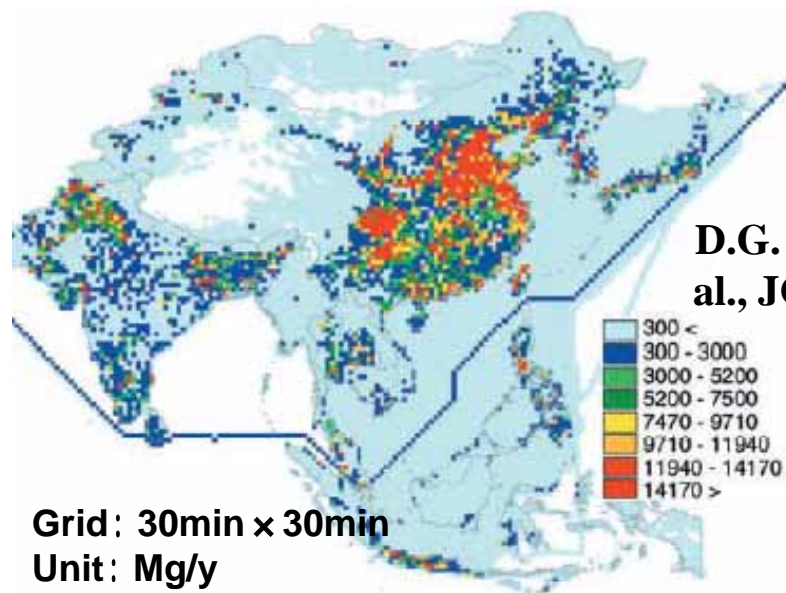 D.G.
al., J
300 <
300 - 3000
3000 - 5200
5200 - 7500
7470 - 9710
9710 - 11940
11940 - 14170
14170 >
Grid: 30min × 30min
Unit: Mg/y